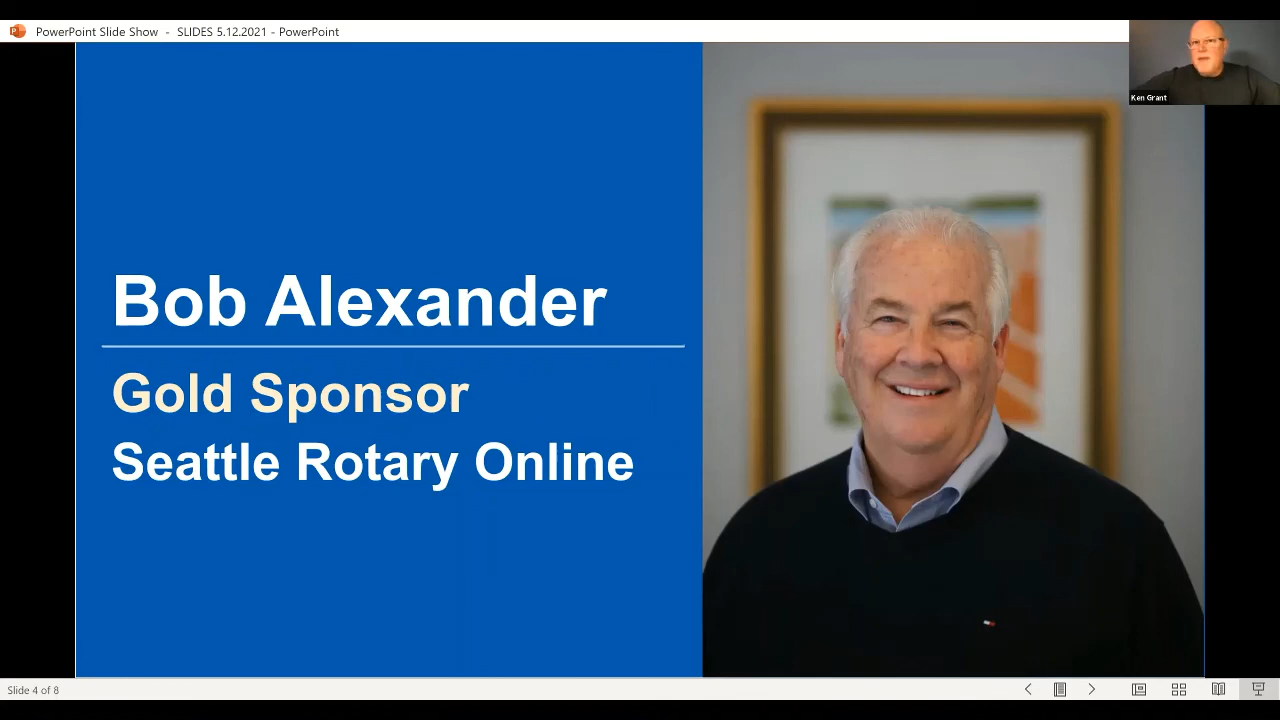 PowerPoint Slide Show - SLIDES 5.12.2021 - PowerPoint
Ken Grant
Bob Alexander
Gold Sponsor
Seattle Rotary Online
Slide 4 of 8